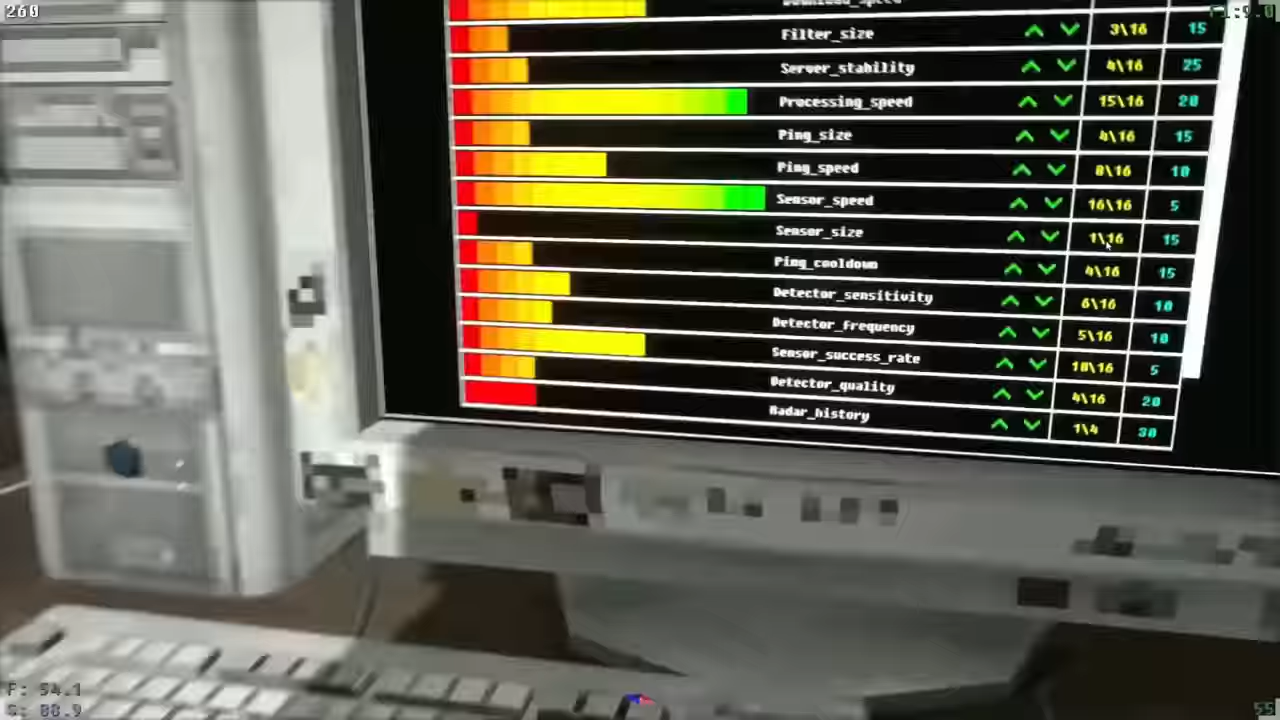 260
Download_speed
Filter_size 3\16 15
Server_stability 4\16 25
Processing_speed 15\16 20
Ping_size 4\16 15
Ping_speed 8\16 10
Sensor_speed 16\16 5
Sensor_size 1\16 15
Ping_cooldown 4\16 15
Detector_sensitivity 6\16 10
Detector_frequency 5\16 10
Sensor_success_rate 10\16 5
Detector_quality 4\16 20
Radar_history 1\4 30
F: 54.1
S: 88.9
55